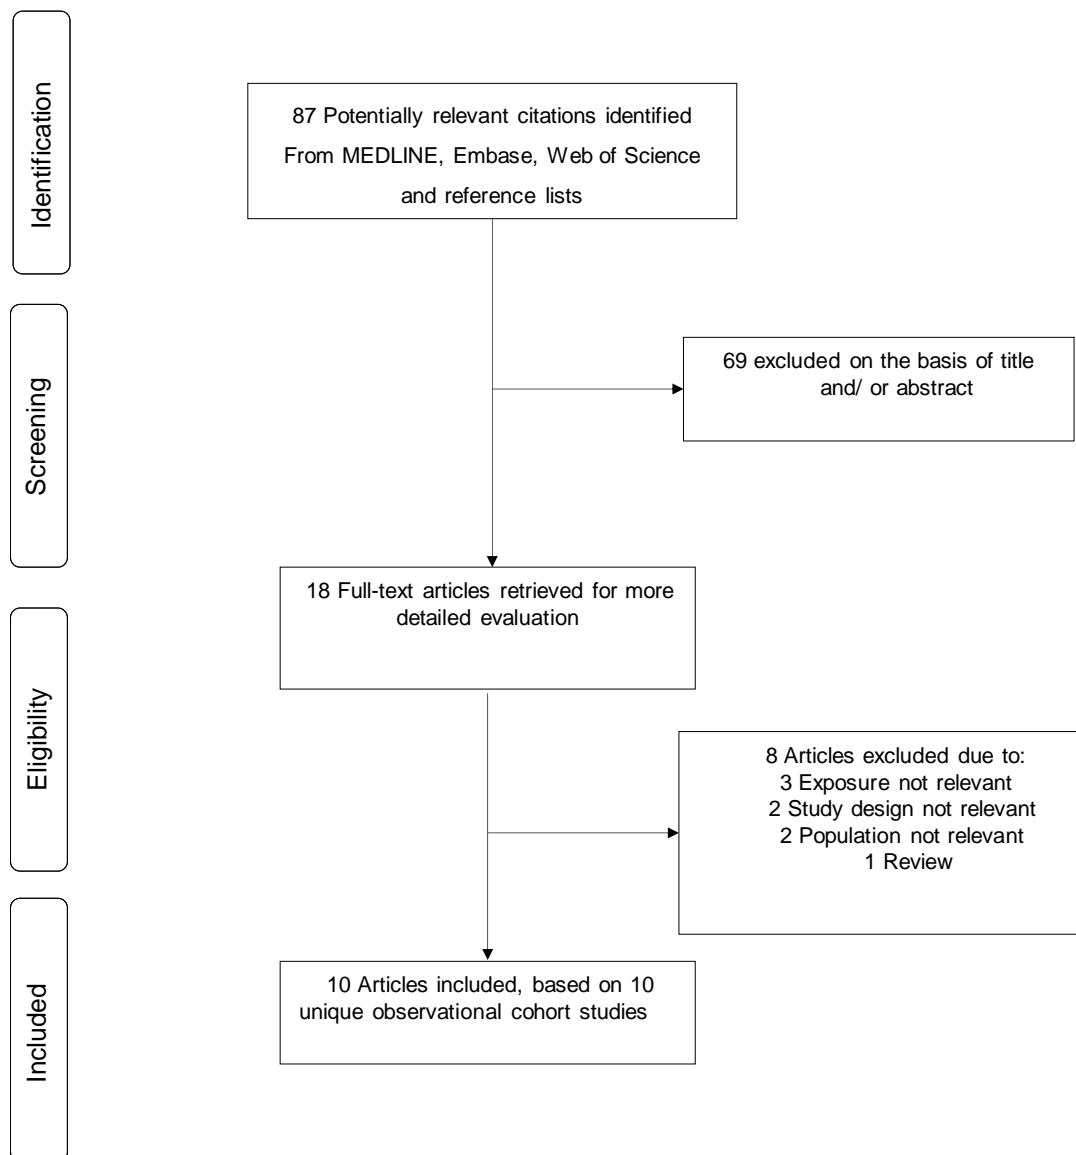 Identification
87 Potentially relevant citations identified
From MEDLINE, Embase, Web of Science
and reference lists
Screening
69 excluded on the basis of title
and/ or abstract
18 Full-text articles retrieved for more
detailed evaluation
Eligibility
8 Articles excluded due to:
3 Exposure not relevant
2 Study design not relevant
2 Population not relevant
1 Review
Included
10 Articles included, based on 10
unique observational cohort studies